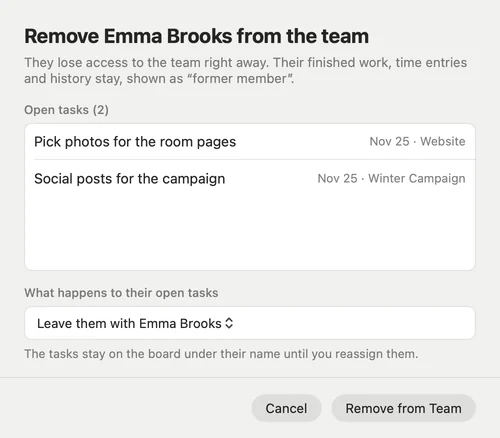 Remove Emma Brooks from the team
They lose access to the team right away. Their finished work, time entries
and history stay, shown as “former member”.
Open tasks (2)
Pick photos for the room pages Nov 25 · Website
Social posts for the campaign Nov 25 · Winter Campaign
What happens to their open tasks
Leave them with Emma Brooks
The tasks stay on the board under their name until you reassign them.
Cancel Remove from Team